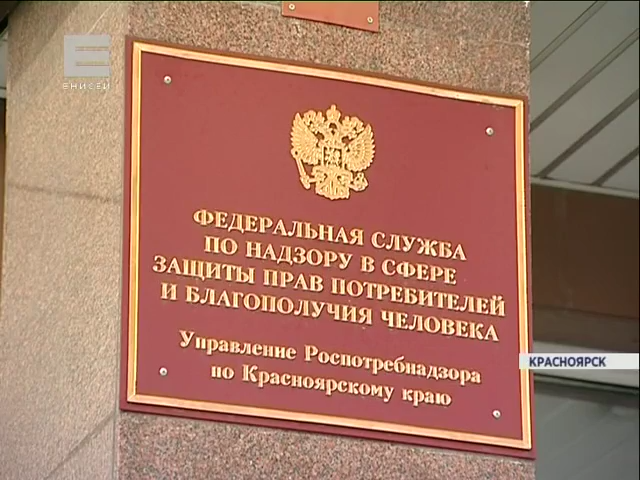 ЕНИСЕЙ
ФЕДЕРАЛЬНАЯ СЛУЖБА
ПО НАДЗОРУ В СФЕРЕ
ЗАЩИТЫ ПРАВ ПОТРЕБИТЕЛЕЙ
И БЛАГОПОЛУЧИЯ ЧЕЛОВЕКА
Управление Роспотребнадзора
по Красноярскому краю
КРАСНОЯРСК